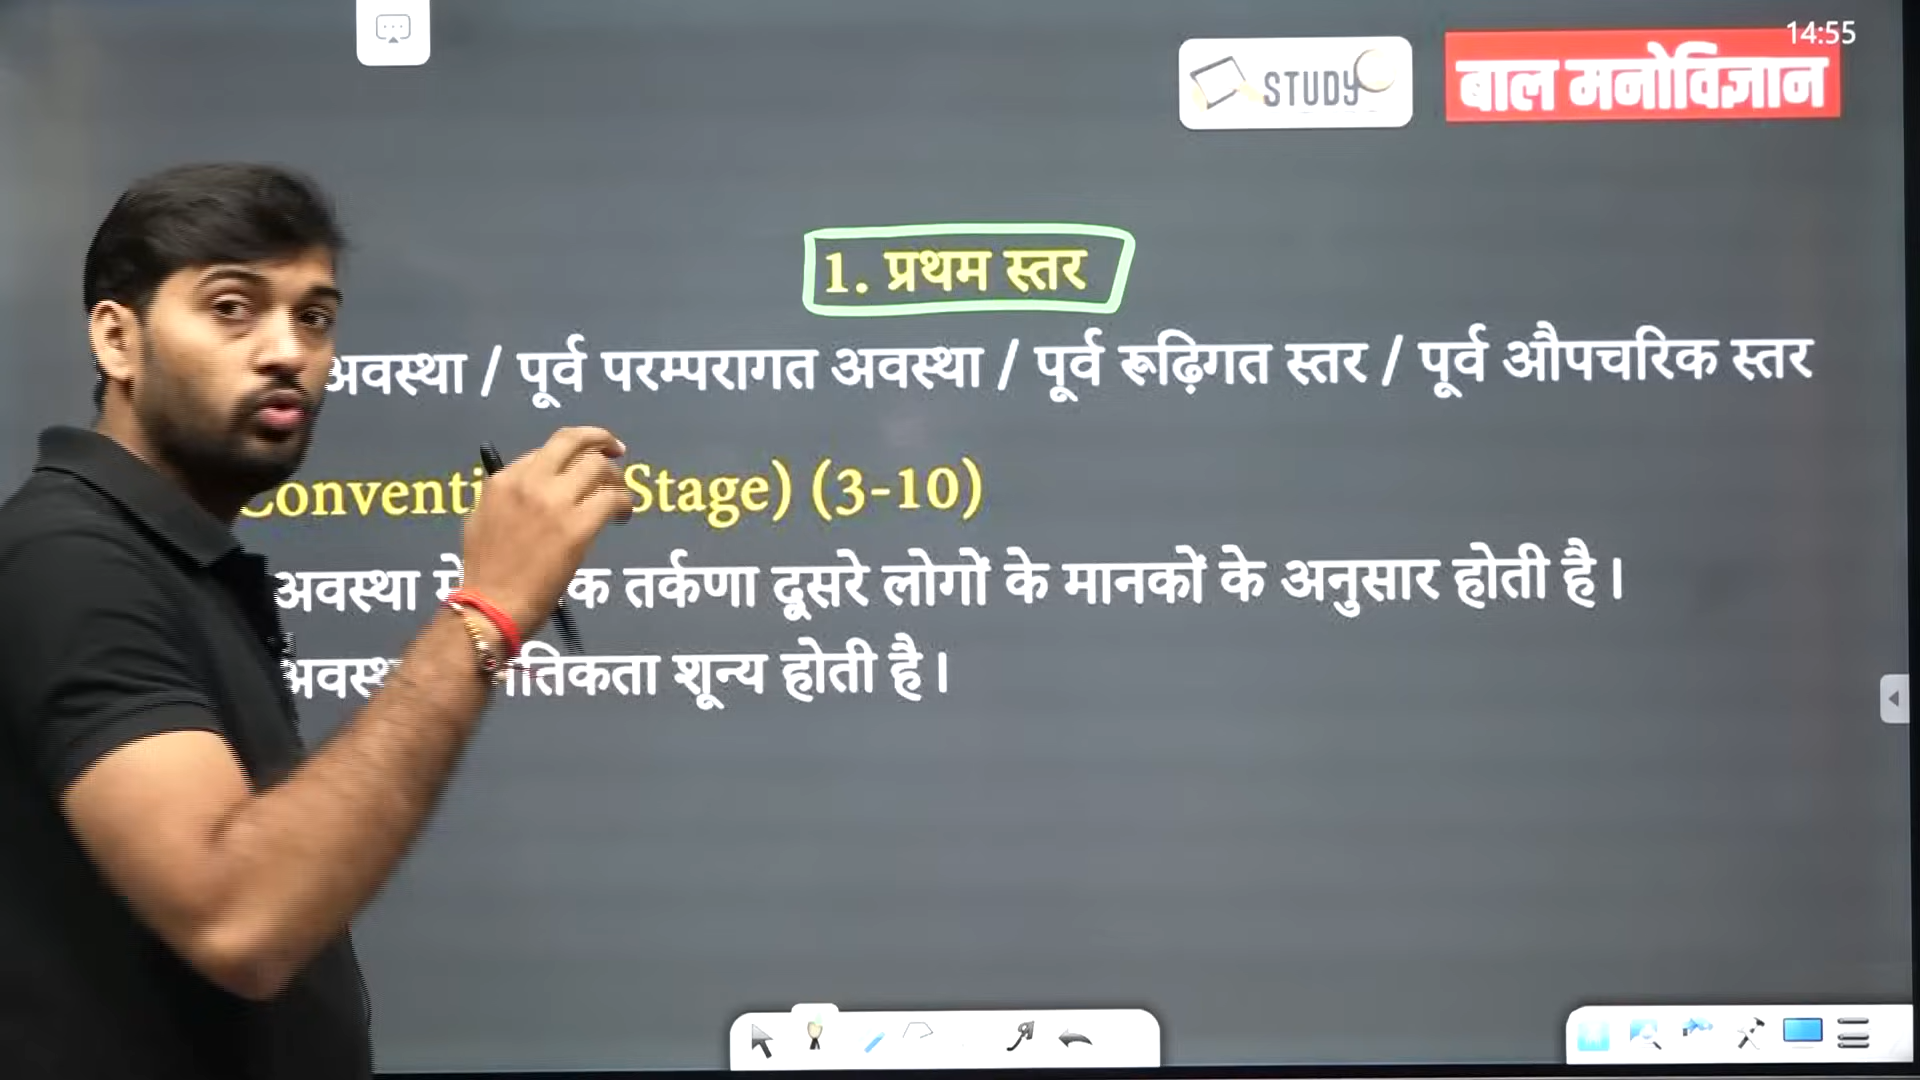 14:55
STUDY
बाल मनोविज्ञान
1. प्रथम स्तर
अवस्था / पूर्व परम्परागत अवस्था / पूर्व रूढ़िगत स्तर / पूर्व औपचरिक स्तर
Stage) (3-10)
अवस्था तर्कणा दूसरे लोगों के मानकों के अनुसार होती है।
शून्य होती है।